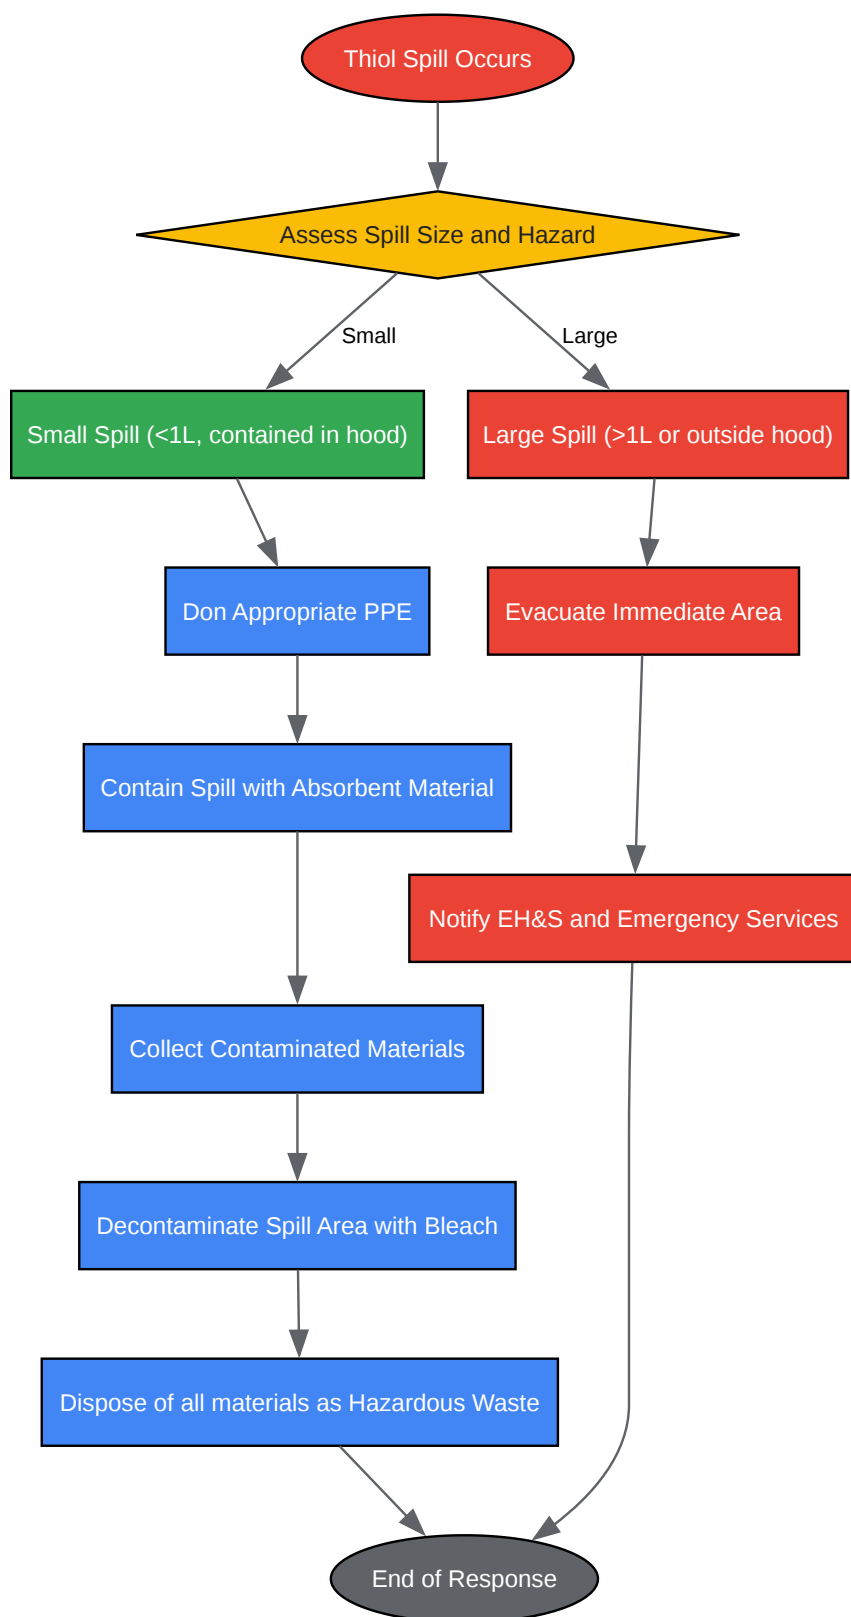 Thiol Spill Occurs
Assess Spill Size and Hazard
Small
Large
Small Spill (<1L, contained in hood)
Large Spill (>1L or outside hood)
Don Appropriate PPE
Evacuate Immediate Area
Contain Spill with Absorbent Material
Notify EH&S and Emergency Services
Collect Contaminated Materials
Decontaminate Spill Area with Bleach
Dispose of all materials as Hazardous Waste
End of Response